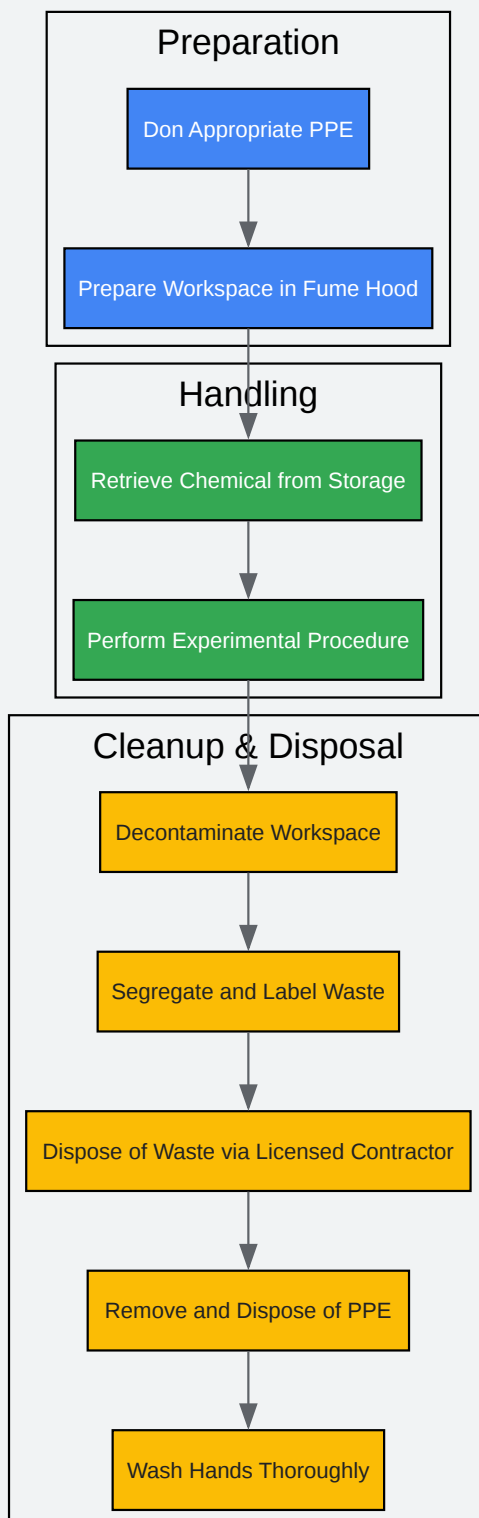 Preparation
Don Appropriate PPE
Prepare Workspace in Fume Hood
Handling
Retrieve Chemical from Storage
Perform Experimental Procedure
Cleanup & Disposal
Decontaminate Workspace
Segregate and Label Waste
Dispose of Waste via Licensed Contractor
Remove and Dispose of PPE
Wash Hands Thoroughly